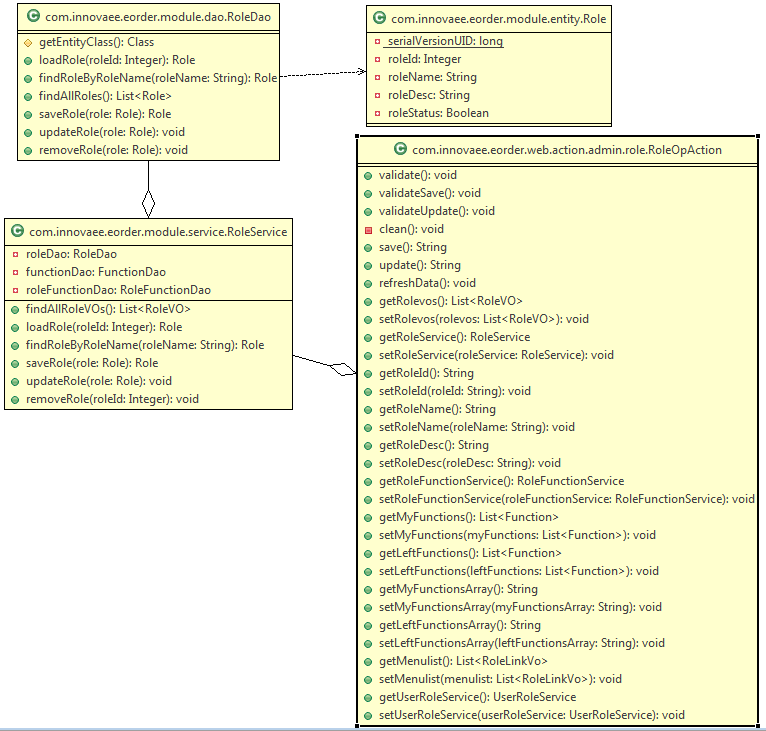 com.innovaee.eorder.module.dao.RoleDao
getEntityClass(): Class
loadRole(roleId: Integer): Role
findRoleByRoleName(roleName: String): Role
findAllRoles(): List<Role>
saveRole(role: Role): Role
updateRole(role: Role): void
removeRole(role: Role): void
com.innovaee.eorder.module.entity.Role
serialVersionUID: long
roleId: Integer
roleName: String
roleDesc: String
roleStatus: Boolean
com.innovaee.eorder.module.service.RoleService
roleDao: RoleDao
functionDao: FunctionDao
roleFunctionDao: RoleFunctionDao
findAllRoleVOs(): List<RoleVO>
loadRole(roleId: Integer): Role
findRoleByRoleName(roleName: String): Role
saveRole(role: Role): Role
updateRole(role: Role): void
removeRole(roleId: Integer): void
com.innovaee.eorder.web.action.admin.role.RoleOpAction
validate(): void
validateSave(): void
validateUpdate(): void
clean(): void
save(): String
update(): String
refreshData(): void
getRolevos(): List<RoleVO>
setRolevos(rolevos: List<RoleVO>): void
getRoleService(): RoleService
setRoleService(roleService: RoleService): void
getRoleId(): String
setRoleId(roleId: String): void
getRoleName(): String
setRoleName(roleName: String): void
getRoleDesc(): String
setRoleDesc(roleDesc: String): void
getRoleFunctionService(): RoleFunctionService
setRoleFunctionService(roleFunctionService: RoleFunctionService): void
getMyFunctions(): List<Function>
setMyFunctions(myFunctions: List<Function>): void
getLeftFunctions(): List<Function>
setLeftFunctions(leftFunctions: List<Function>): void
getMyFunctionsArray(): String
setMyFunctionsArray(myFunctionsArray: String): void
getLeftFunctionsArray(): String
setLeftFunctionsArray(leftFunctionsArray: String): void
getMenulist(): List<RoleLinkVo>
setMenulist(menulist: List<RoleLinkVo>): void
getUserRoleService(): UserRoleService
setUserRoleService(userRoleService: UserRoleService): void